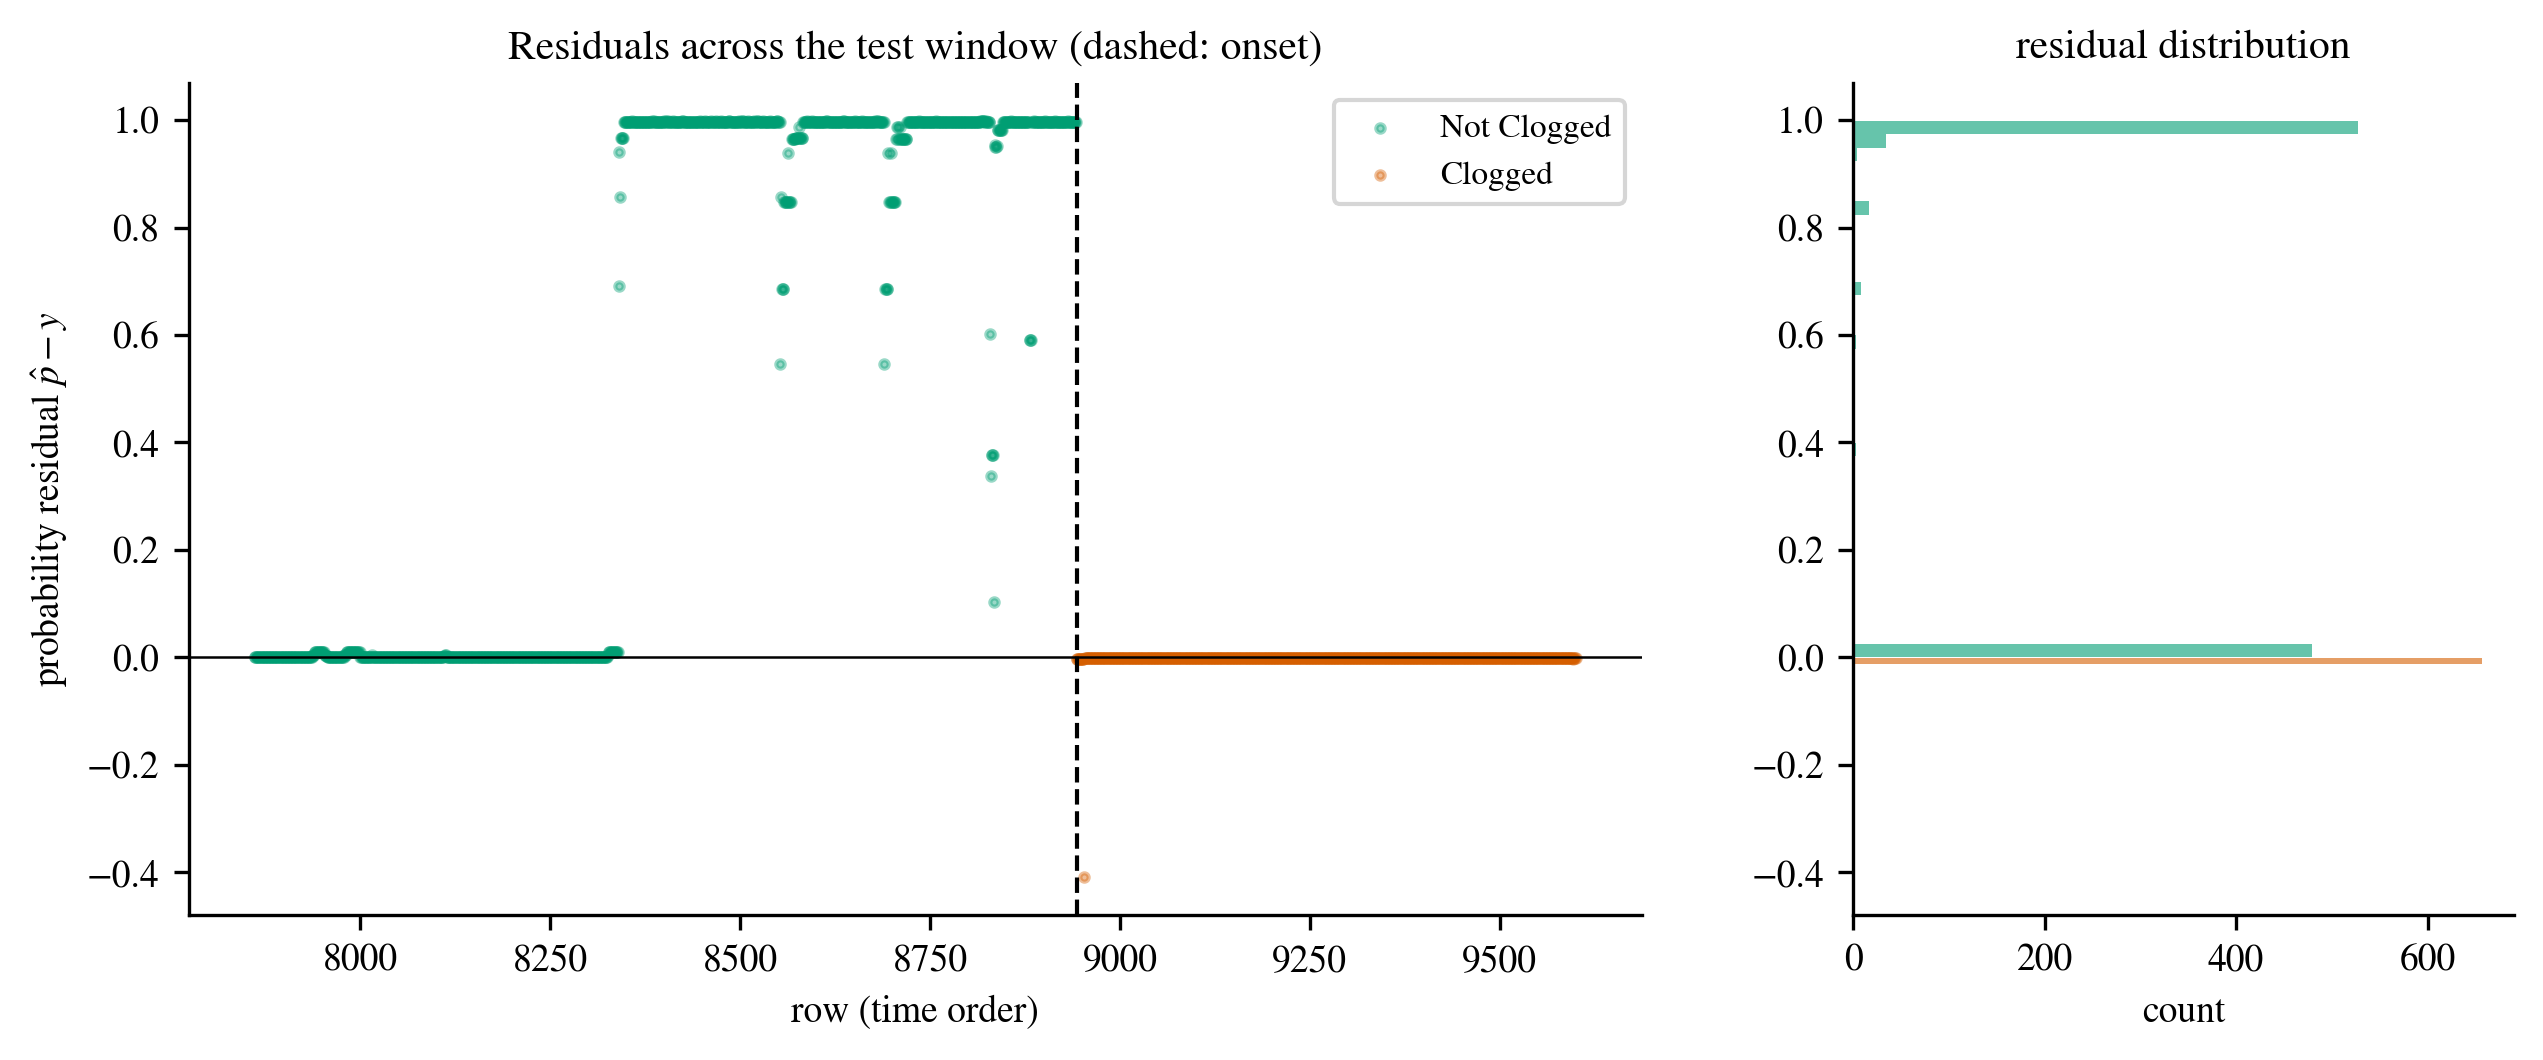 Residuals across the test window (dashed: onset)
probability residual p̂ − y
1.0
0.8
0.6
0.4
0.2
0.0
−0.2
−0.4
Not Clogged
Clogged
8000 8250 8500 8750 9000 9250 9500
row (time order)
residual distribution
1.0
0.8
0.6
0.4
0.2
0.0
−0.2
−0.4
0 200 400 600
count